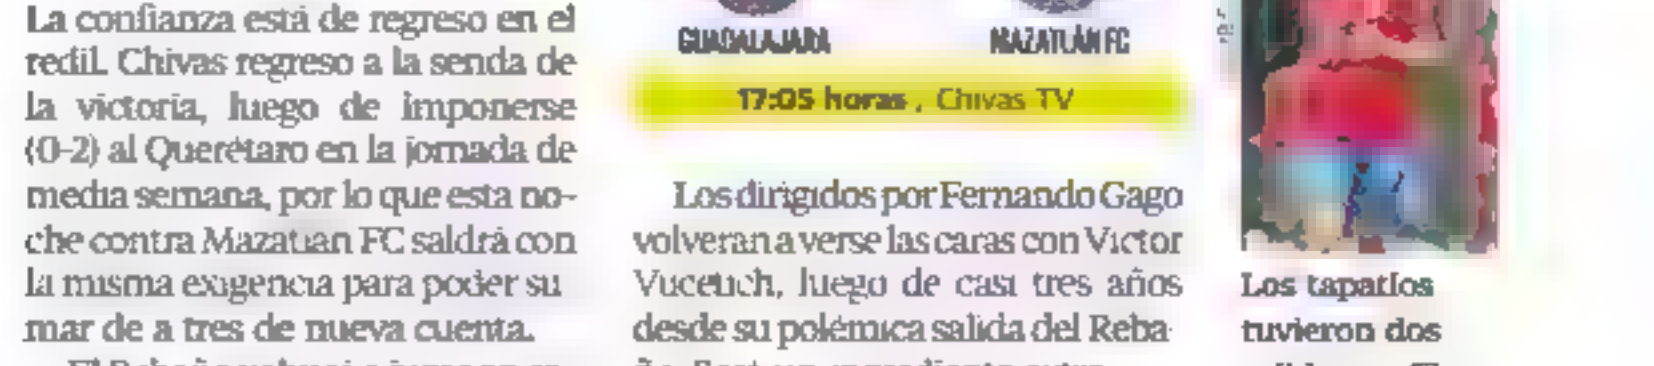 La confianza está de regreso en el
redil. Chivas regreso a la senda de
la victoria, luego de imponerse
(0-2) al Querétaro en la jornada de
media semana, por lo que esta no-
che contra Mazatlán FC saldrá con
la misma exigencia para poder su
mar de a tres de nueva cuenta.
GUADALAJARA
MAZATLÁN FC
17:05 horas, Chivas TV
Los dirigidos por Fernando Gago
volverán a verse las caras con Víctor
Vucetich, luego de casi tres años
desde su polémica salida del Reba-
Los tapatíos
tuvieron dos